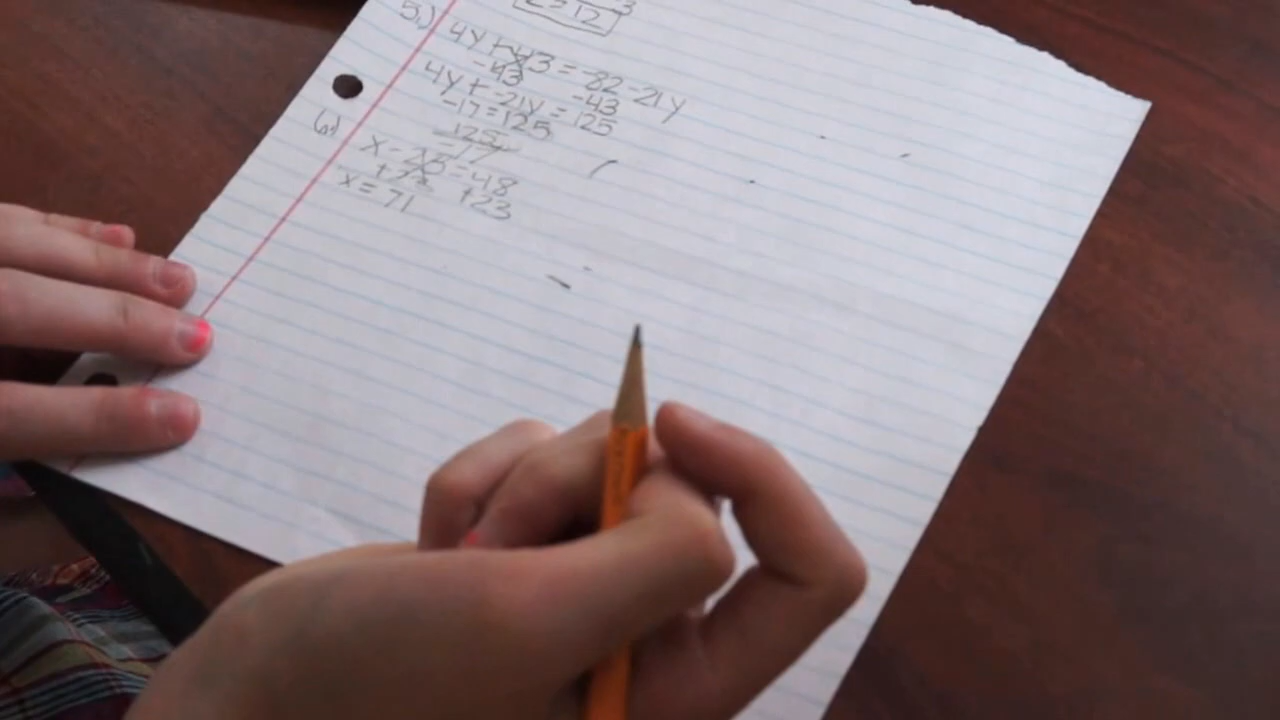 z = 12
5.) 4y + 43 = -82 - 21y
-43 -43
4y + -21y = 125
-17 = 125
125
-17
6.) x - 23 = 48
+23 +23
x = 71